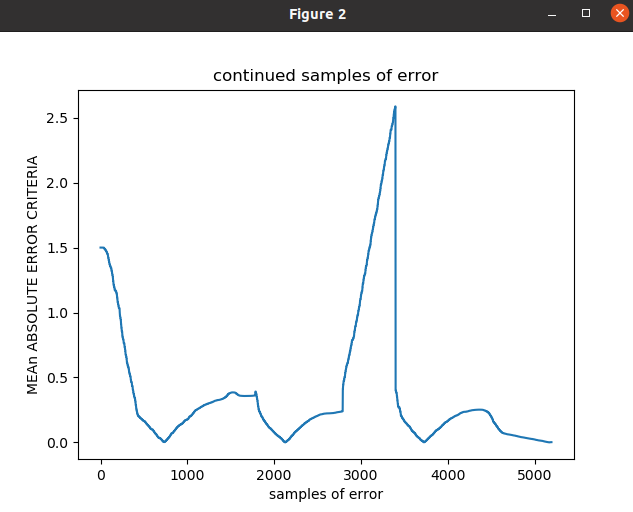 Figure 2
continued samples of error
MEAn ABSOLUTE ERROR CRITERIA
2.5
2.0
1.5
1.0
0.5
0.0
0 1000 2000 3000 4000 5000
samples of error